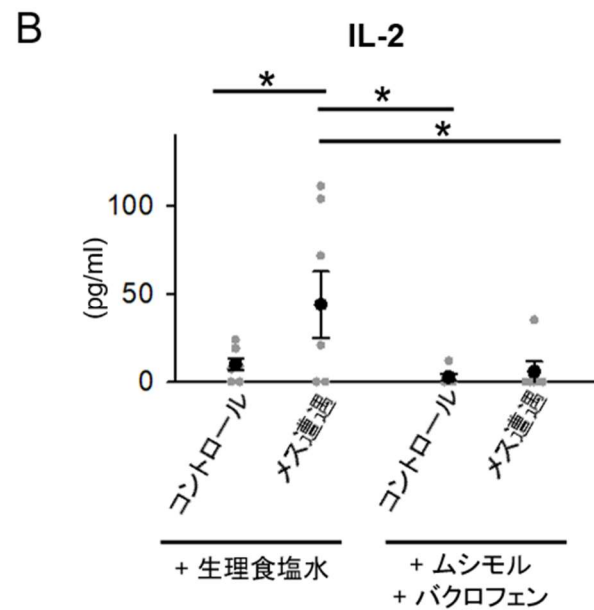 B
IL-2
*
*
*
(pg/ml)
100
50
0
コントロール
メス遭遇
コントロール
メス遭遇
+ 生理食塩水
+ ムシモル
+ バクロフェン